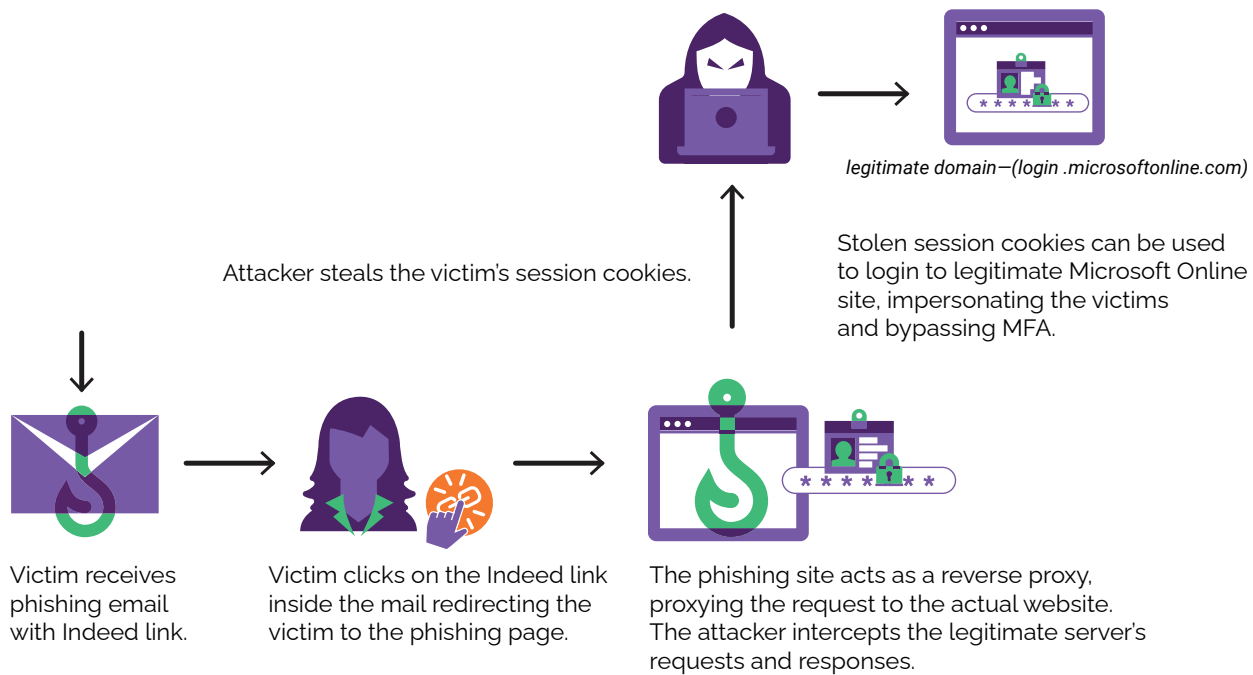 legitimate domain—(login .microsoftonline.com)
Stolen session cookies can be used
to login to legitimate Microsoft Online
site, impersonating the victims
and bypassing MFA.
Attacker steals the victim's session cookies.
Victim receives
phishing email
with Indeed link.
Victim clicks on the Indeed link
inside the mail redirecting the
victim to the phishing page.
The phishing site acts as a reverse proxy,
proxying the request to the actual website.
The attacker intercepts the legitimate server's
requests and responses.